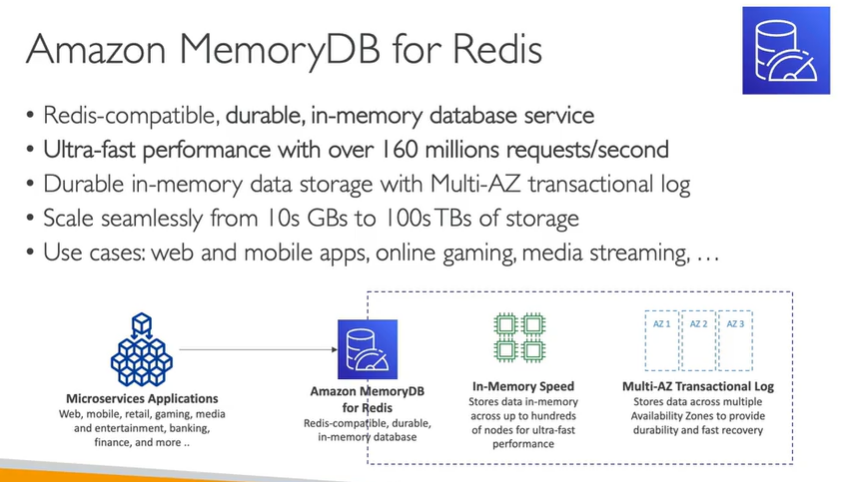 Amazon MemoryDB for Redis
• Redis-compatible, durable, in-memory database service
• Ultra-fast performance with over 160 millions requests/second
• Durable in-memory data storage with Multi-AZ transactional log
• Scale seamlessly from 10s GBs to 100s TBs of storage
• Use cases: web and mobile apps, online gaming, media streaming, …
Microservices Applications
Web, mobile, retail, gaming, media
and entertainment, banking,
finance, and more ..
Amazon MemoryDB
for Redis
Redis-compatible, durable,
in-memory database
In-Memory Speed
Stores data in-memory
across up to hundreds
of nodes for ultra-fast
performance
AZ 1 AZ 2 AZ 3
Multi-AZ Transactional Log
Stores data across multiple
Availability Zones to provide
durability and fast recovery